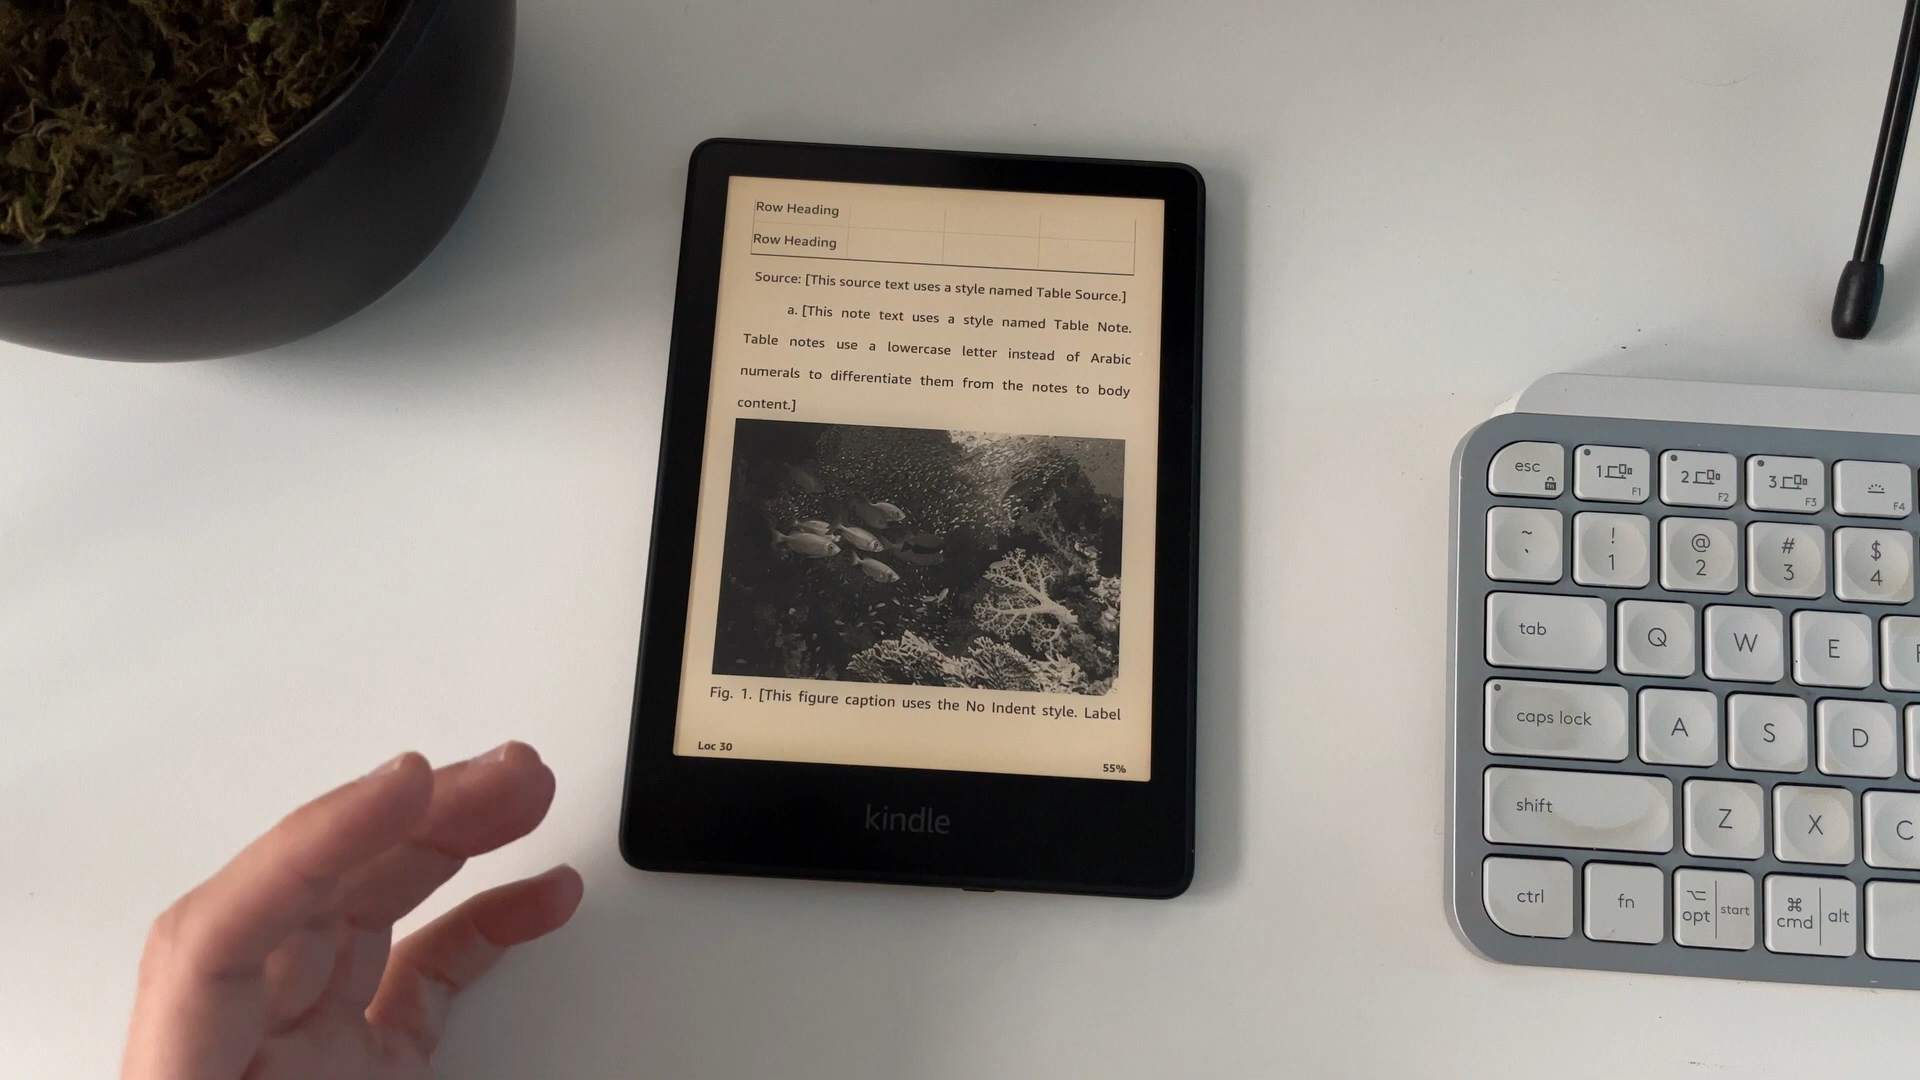 Row Heading
Row Heading
Source: [This source text uses a style named Table Source.]
a. [This note text uses a style named Table Note.
Table notes use a lowercase letter instead of Arabic
numerals to differentiate them from the notes to body
content.]
Fig. 1. [This figure caption uses the No Indent style. Label
Loc 30
55%
kindle
esc
1 F1
2 F2
3 F3
F4
~ `
! 1
@ 2
# 3
$ 4
tab
Q
W
E
caps lock
A
S
D
shift
Z
X
C
ctrl
fn
⌥ opt start
⌘ cmd alt